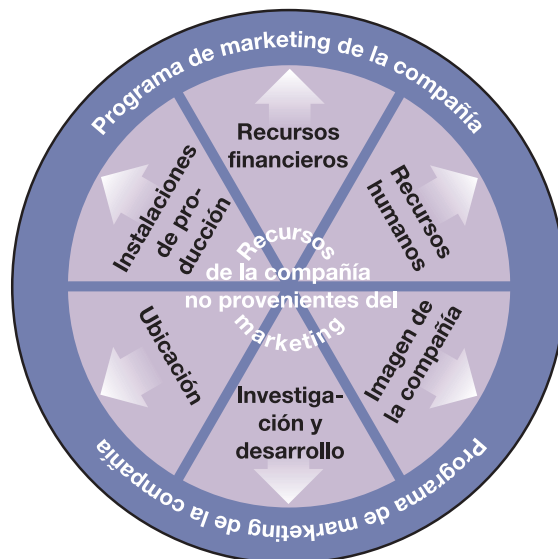 Programa de marketing de la compañía
Recursos
financieros
Recursos
humanos
Imagen de
la compañía
Investiga-
ción y
desarrollo
Ubicación
Instalaciones
de pro-
ducción
Recursos
de la compañía
no provenientes del
marketing
Programa de marketing de la compañía